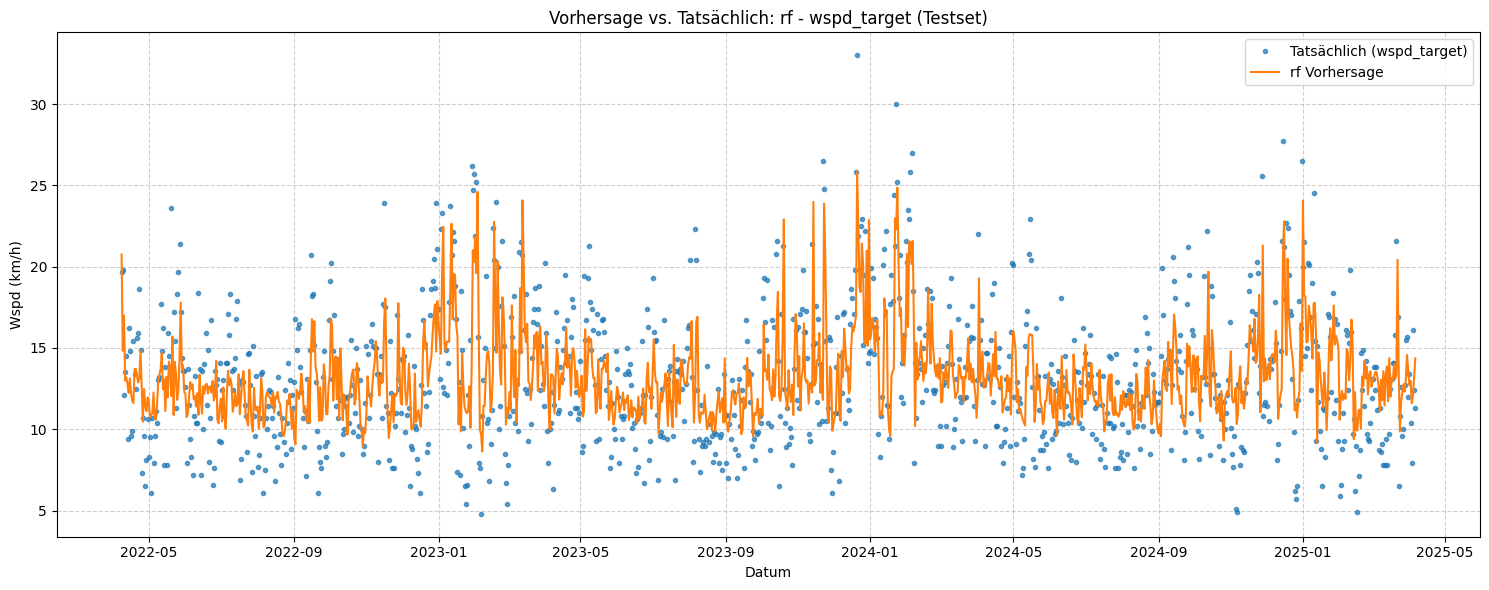 Vorhersage vs. Tatsächlich: rf - wspd_target (Testset)
Tatsächlich (wspd_target)
rf Vorhersage
Wspd (km/h)
30
25
20
15
10
5
2022-05 2022-09 2023-01 2023-05 2023-09 2024-01 2024-05 2024-09 2025-01 2025-05
Datum